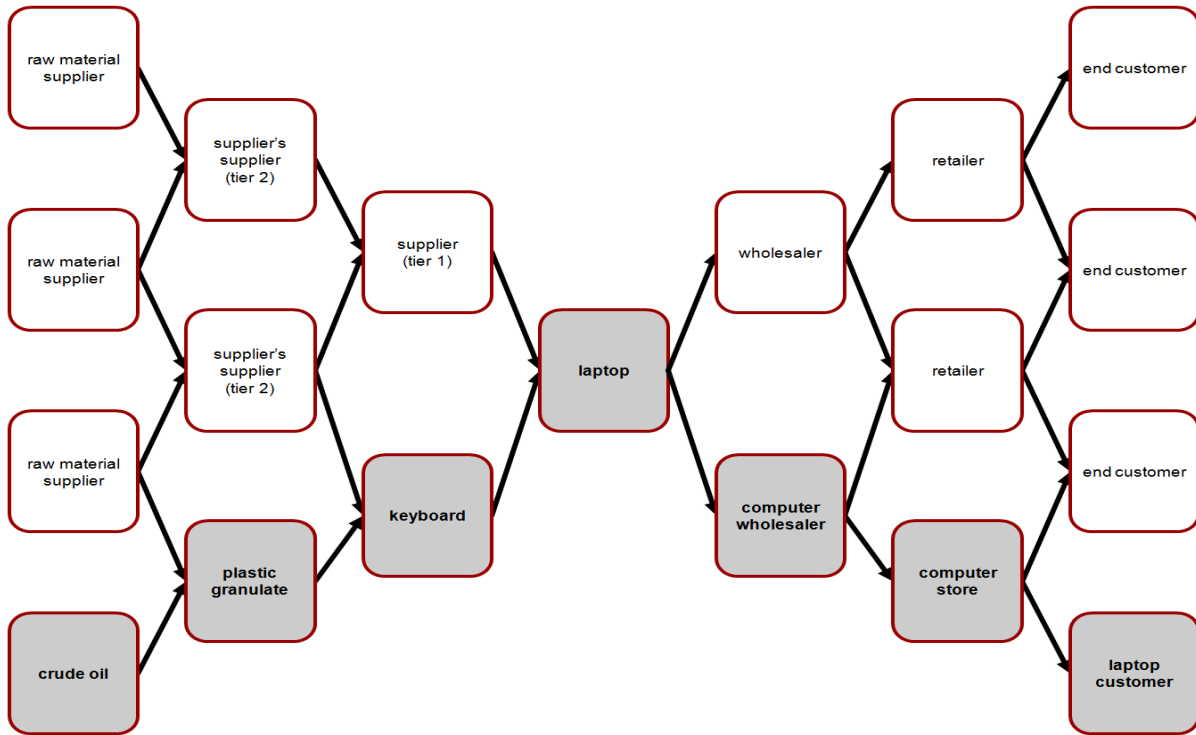 raw material
supplier
raw material
supplier
raw material
supplier
crude oil
supplier's
supplier
(tier 2)
supplier's
supplier
(tier 2)
plastic
granulate
supplier
(tier 1)
keyboard
laptop
wholesaler
computer
wholesaler
retailer
retailer
computer
store
end customer
end customer
end customer
laptop
customer